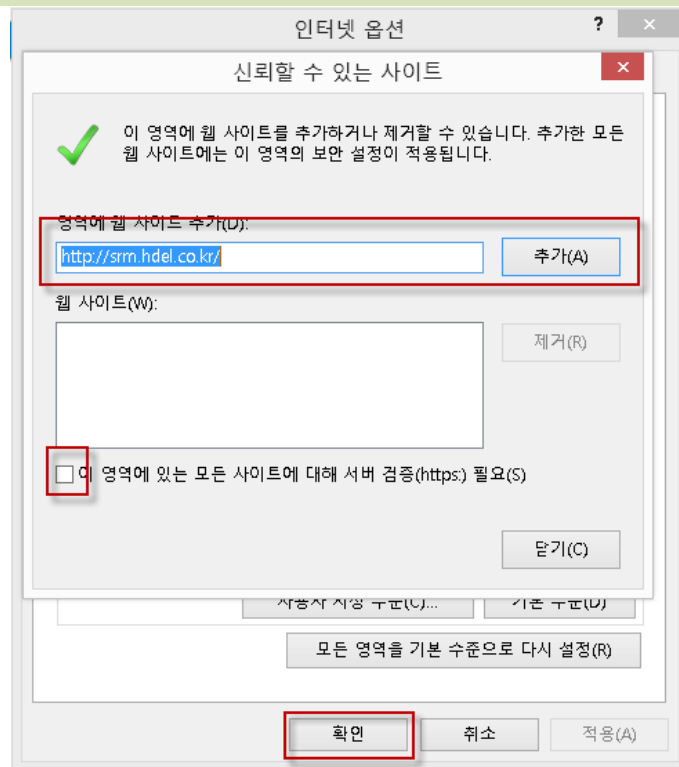 인터넷 옵션
? ×
신뢰할 수 있는 사이트
×
이 영역에 웹 사이트를 추가하거나 제거할 수 있습니다. 추가한 모든
웹 사이트에는 이 영역의 보안 설정이 적용됩니다.
영역에 웹 사이트 추가(D):
http://srm.hdel.co.kr/
추가(A)
웹 사이트(W):
제거(R)
이 영역에 있는 모든 사이트에 대해 서버 검증(https:) 필요(S)
닫기(C)
사용자 지정 수준(C)... 기본 수준(D)
모든 영역을 기본 수준으로 다시 설정(R)
확인 취소 적용(A)